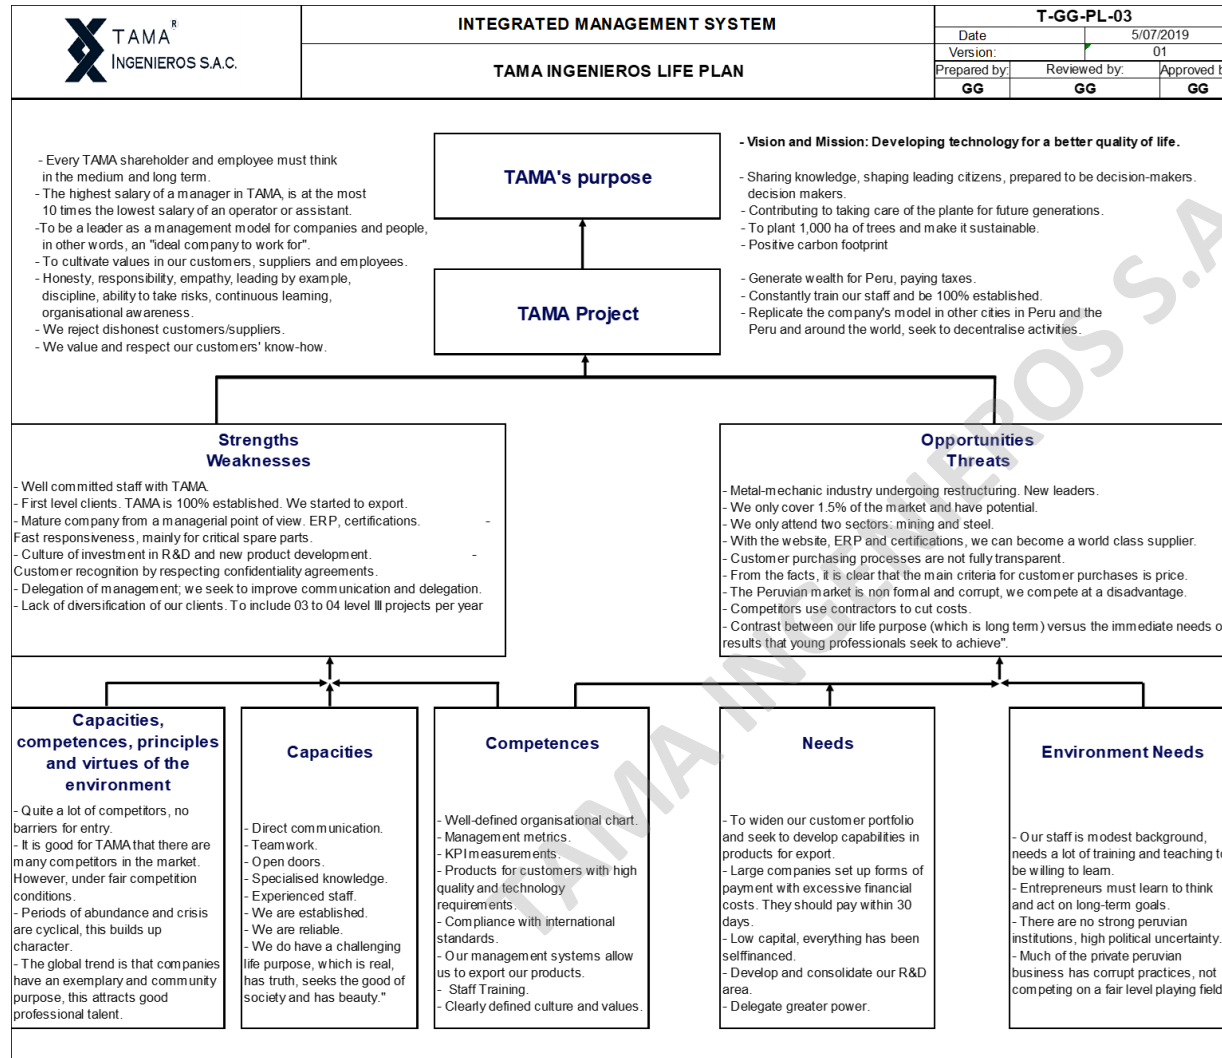 TAMA R
INGENIEROS S.A.C.
INTEGRATED MANAGEMENT SYSTEM
TAMA INGENIEROS LIFE PLAN
T-GG-PL-03
Date 5/07/2019
Version: 01
Prepared by: Reviewed by: Approved b
GG GG GG
- Every TAMA shareholder and employee must think
in the medium and long term.
- The highest salary of a manager in TAMA, is at the most
10 times the lowest salary of an operator or assistant.
-To be a leader as a management model for companies and people,
in other words, an "ideal company to work for".
- To cultivate values in our customers, suppliers and employees.
- Honesty, responsibility, empathy, leading by example,
discipline, ability to take risks, continuous learning,
organisational awareness.
- We reject dishonest customers/suppliers.
- We value and respect our customers' know-how.
TAMA's purpose
TAMA Project
- Vision and Mission: Developing technology for a better quality of life.
- Sharing knowledge, shaping leading citizens, prepared to be decision-makers.
decision makers.
- Contributing to taking care of the plante for future generations.
- To plant 1,000 ha of trees and make it sustainable.
- Positive carbon footprint
- Generate wealth for Peru, paying taxes.
- Constantly train our staff and be 100% established.
- Replicate the company's model in other cities in Peru and the
Peru and around the world, seek to decentralise activities.
Strengths
Weaknesses
- Well committed staff with TAMA.
- First level clients. TAMA is 100% established. We started to export.
- Mature company from a managerial point of view. ERP, certifications. -
Fast responsiveness, mainly for critical spare parts.
- Culture of investment in R&D and new product development. -
Customer recognition by respecting confidentiality agreements.
- Delegation of management; we seek to improve communication and delegation.
- Lack of diversification of our clients. To include 03 to 04 level III projects per year
Opportunities
Threats
- Metal-mechanic industry undergoing restructuring. New leaders.
- We only cover 1.5% of the market and have potential.
- We only attend two sectors: mining and steel.
- With the website, ERP and certifications, we can become a world class supplier.
- Customer purchasing processes are not fully transparent.
- From the facts, it is clear that the main criteria for customer purchases is price.
- The Peruvian market is non formal and corrupt, we compete at a disadvantage.
- Competitors use contractors to cut costs.
- Contrast between our life purpose (which is long term) versus the immediate needs o
results that young professionals seek to achieve".
Capacities,
competences, principles
and virtues of the
environment
- Quite a lot of competitors, no
barriers for entry.
- It is good for TAMA that there are
many competitors in the market.
However, under fair competition
conditions.
- Periods of abundance and crisis
are cyclical, this builds up
character.
- The global trend is that companies
have an exemplary and community
purpose, this attracts good
professional talent.
Capacities
- Direct communication.
- Teamwork.
- Open doors.
- Specialised knowledge.
- Experienced staff.
- We are established.
- We are reliable.
- We do have a challenging
life purpose, which is real,
has truth, seeks the good of
society and has beauty."
Competences
- Well-defined organisational chart.
- Management metrics.
- KPI measurements.
- Products for customers with high
quality and technology
requirements.
- Compliance with international
standards.
- Our management systems allow
us to export our products.
- Staff Training.
- Clearly defined culture and values.
Needs
- To widen our customer portfolio
and seek to develop capabilities in
products for export.
- Large companies set up forms of
payment with excessive financial
costs. They should pay within 30
days.
- Low capital, everything has been
selffinanced.
- Develop and consolidate our R&D
area.
- Delegate greater power.
Environment Needs
- Our staff is modest background,
needs a lot of training and teaching to
be willing to learn.
- Entrepreneurs must learn to think
and act on long-term goals.
- There are no strong peruvian
institutions, high political uncertainty.
- Much of the private peruvian
business has corrupt practices, not
competing on a fair level playing field
TAMA INGENIEROS S.A